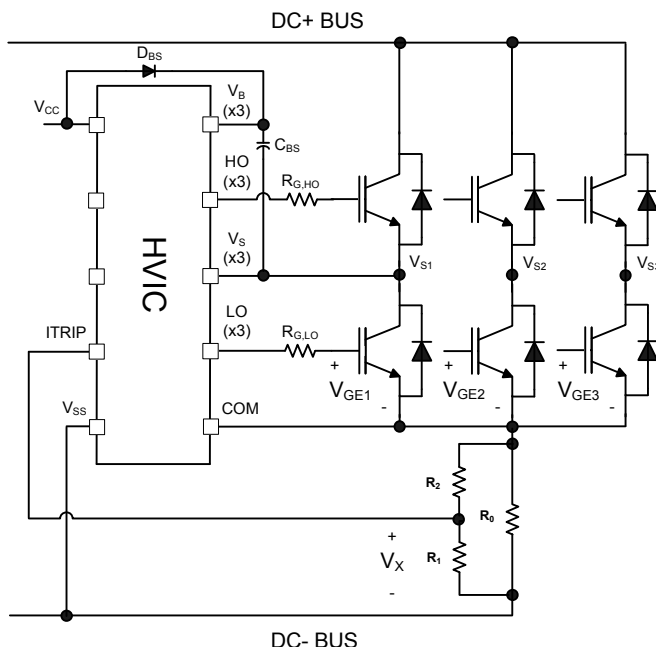 DC+ BUS
DBS
VCC
VB
(x3)
CBS
HO
(x3)
RG,HO
HVIC
VS
(x3)
VS1
VS2
ITRIP
LO
(x3)
RG,LO
+
VGE1
-
+
VGE2
-
+
VGE3
-
VSS
COM
R2
R0
+
VX
-
R1
DC- BUS